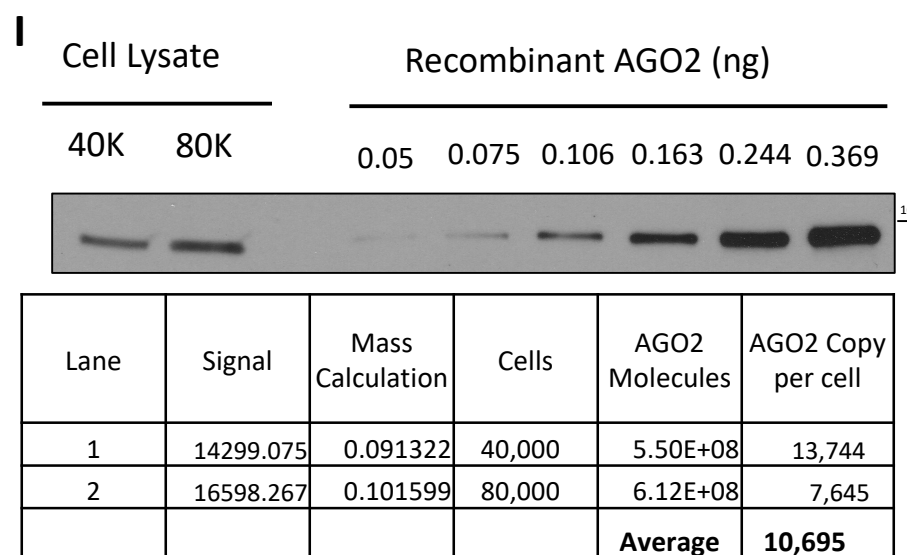 I
Cell Lysate
Recombinant AGO2 (ng)
40K 80K 0.05 0.075 0.106 0.163 0.244 0.369
1
Lane Signal Mass Calculation Cells AGO2 Molecules AGO2 Copy per cell
1 14299.075 0.091322 40,000 5.50E+08 13,744
2 16598.267 0.101599 80,000 6.12E+08 7,645
Average 10,695